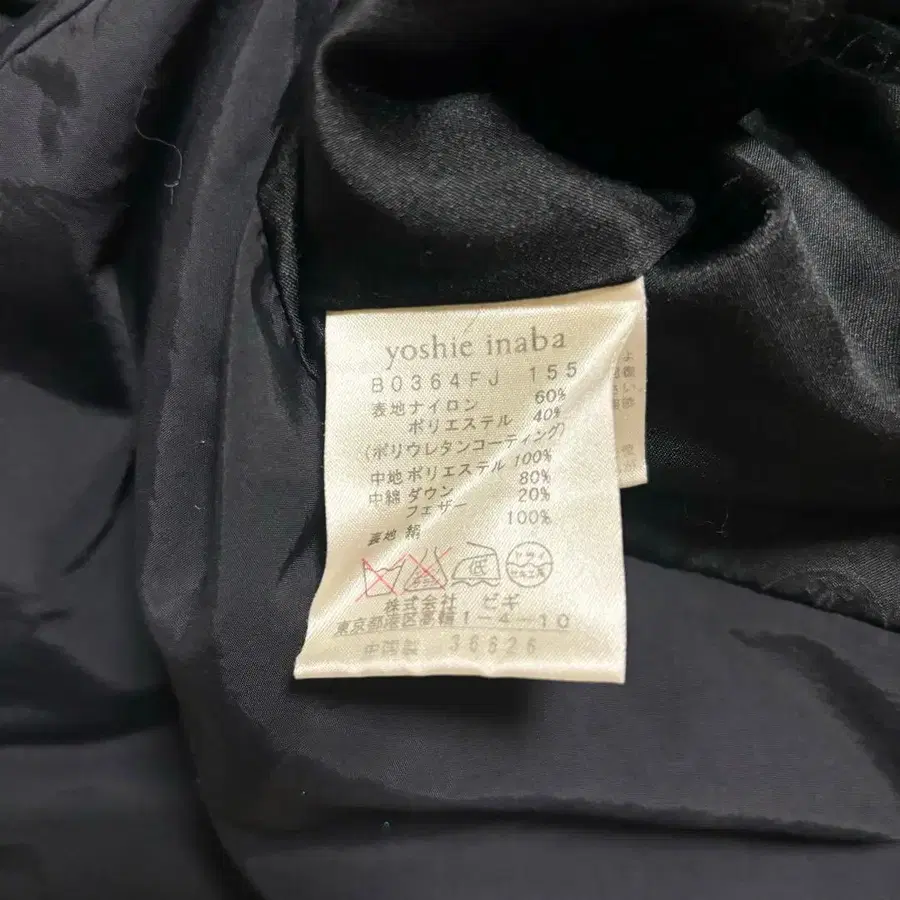 yoshie inaba
B0364FJ 155
表地 ナイロン 60%
ポリエステル 40%
(ポリウレタンコーティング)
中地 ポリエステル 100%
中綿 ダウン 80%
フェザー 20%
裏地 絹 100%
低
株式会社 ビギ
東京都港区高輪1-4-10
中国製 36626